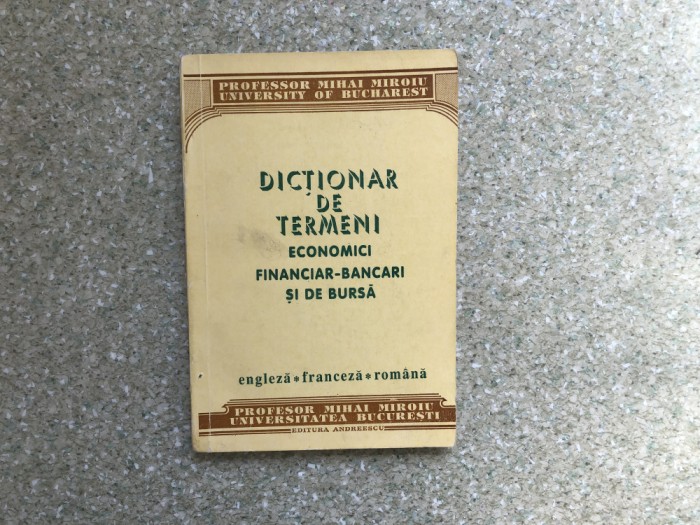 PROFESSOR MIHAI MIROIU
UNIVERSITY OF BUCHAREST
DICȚIONAR
DE
TERMENI
ECONOMICI
FINANCIAR-BANCARI
ȘI DE BURSĂ
engleză * franceză * română
PROFESOR MIHAI MIROIU
UNIVERSITATEA BUCUREȘTI
EDITURA ANDREESCU